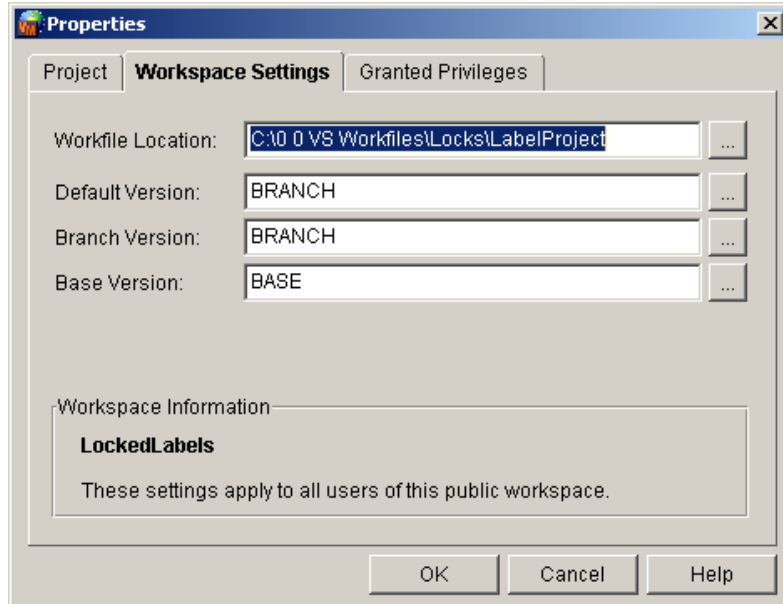 Properties
Project Workspace Settings Granted Privileges
Workfile Location: C:\0 0 VS Workfiles\Locks\LabelProject ...
Default Version: BRANCH ...
Branch Version: BRANCH ...
Base Version: BASE ...
Workspace Information
LockedLabels
These settings apply to all users of this public workspace.
OK Cancel Help